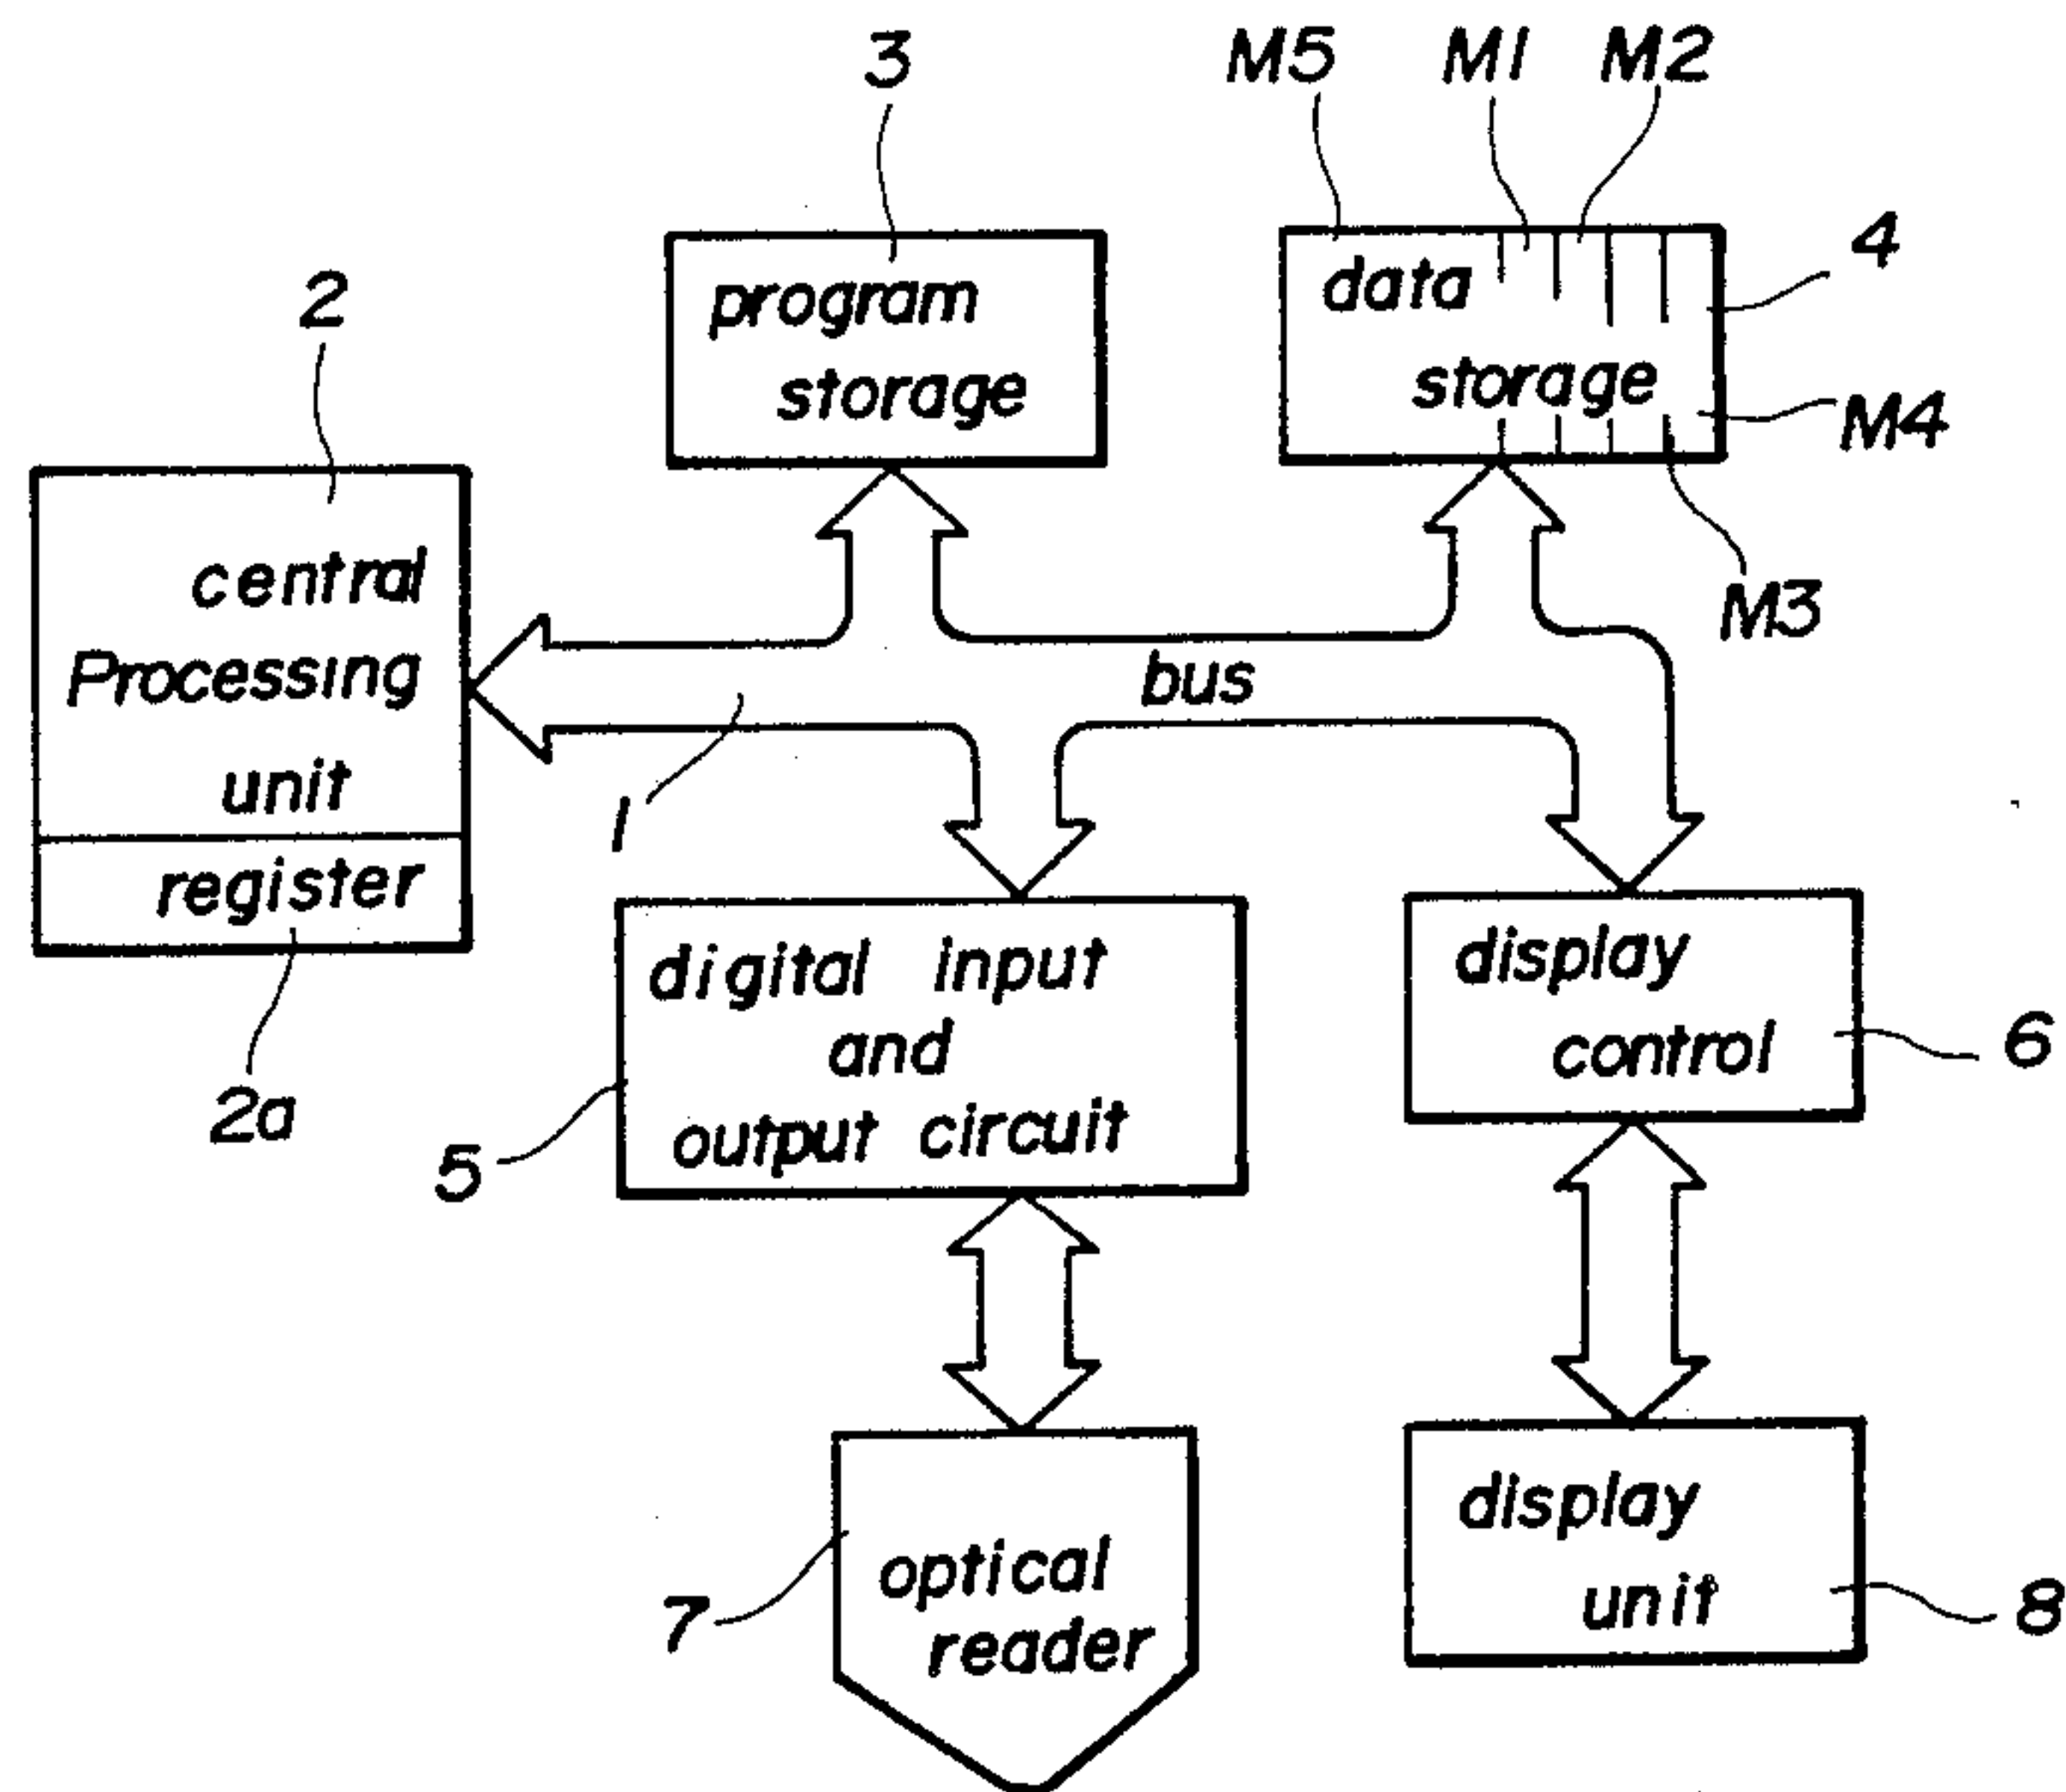 3
M5 M1 M2
2
program
storage
data
storage
4
M4
M3
central
Processing
unit
register
2a
bus
1
digital input
and
output circuit
5
display
control
6
optical
reader
7
display
unit
8